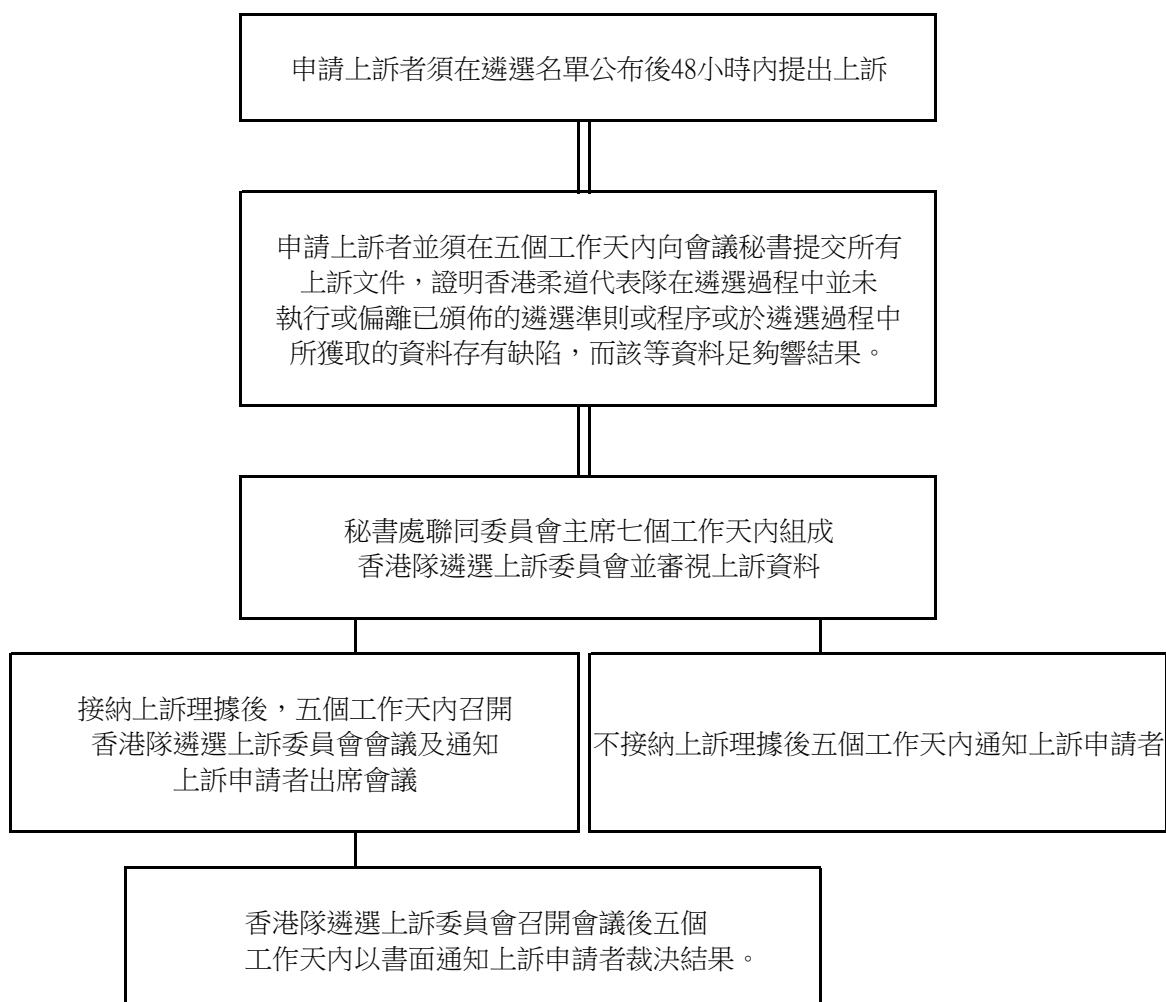 申請上訴者須在遴選名單公布後48小時內提出上訴
申請上訴者並須在五個工作天內向會議秘書提交所有
上訴文件，證明香港柔道代表隊在遴選過程中並未
執行或偏離已頒佈的遴選準則或程序或於遴選過程中
所獲取的資料存有缺陷，而該等資料足夠響結果。
秘書處聯同委員會主席七個工作天內組成
香港隊遴選上訴委員會並審視上訴資料
接納上訴理據後，五個工作天內召開
香港隊遴選上訴委員會會議及通知
上訴申請者出席會議
不接納上訴理據後五個工作天內通知上訴申請者
香港隊遴選上訴委員會召開會議後五個
工作天內以書面通知上訴申請者裁決結果。